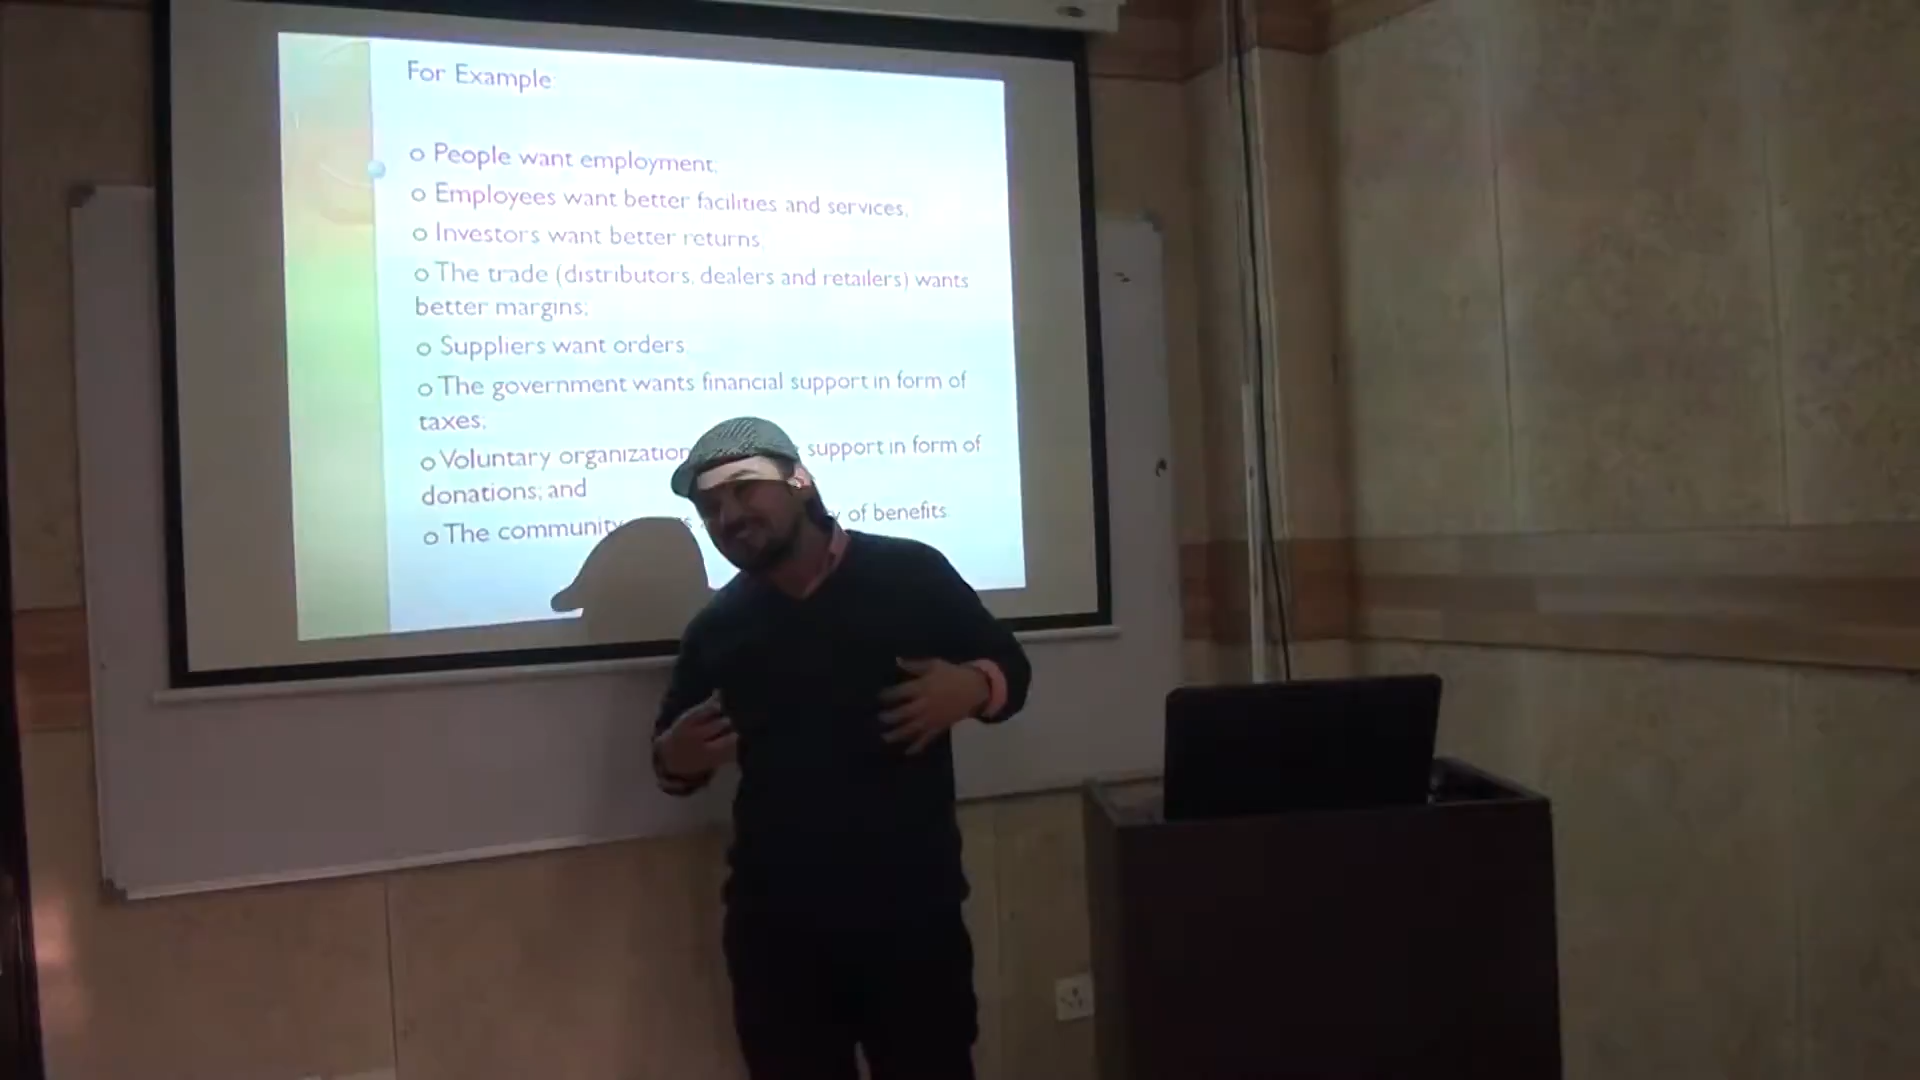 For Example:
o People want employment;
o Employees want better facilities and services;
o Investors want better returns;
o The trade (distributors, dealers and retailers) wants
better margins;
o Suppliers want orders
o The government wants financial support in form of
taxes;
o Voluntary organization support in form of
donations; and
o The community of benefits